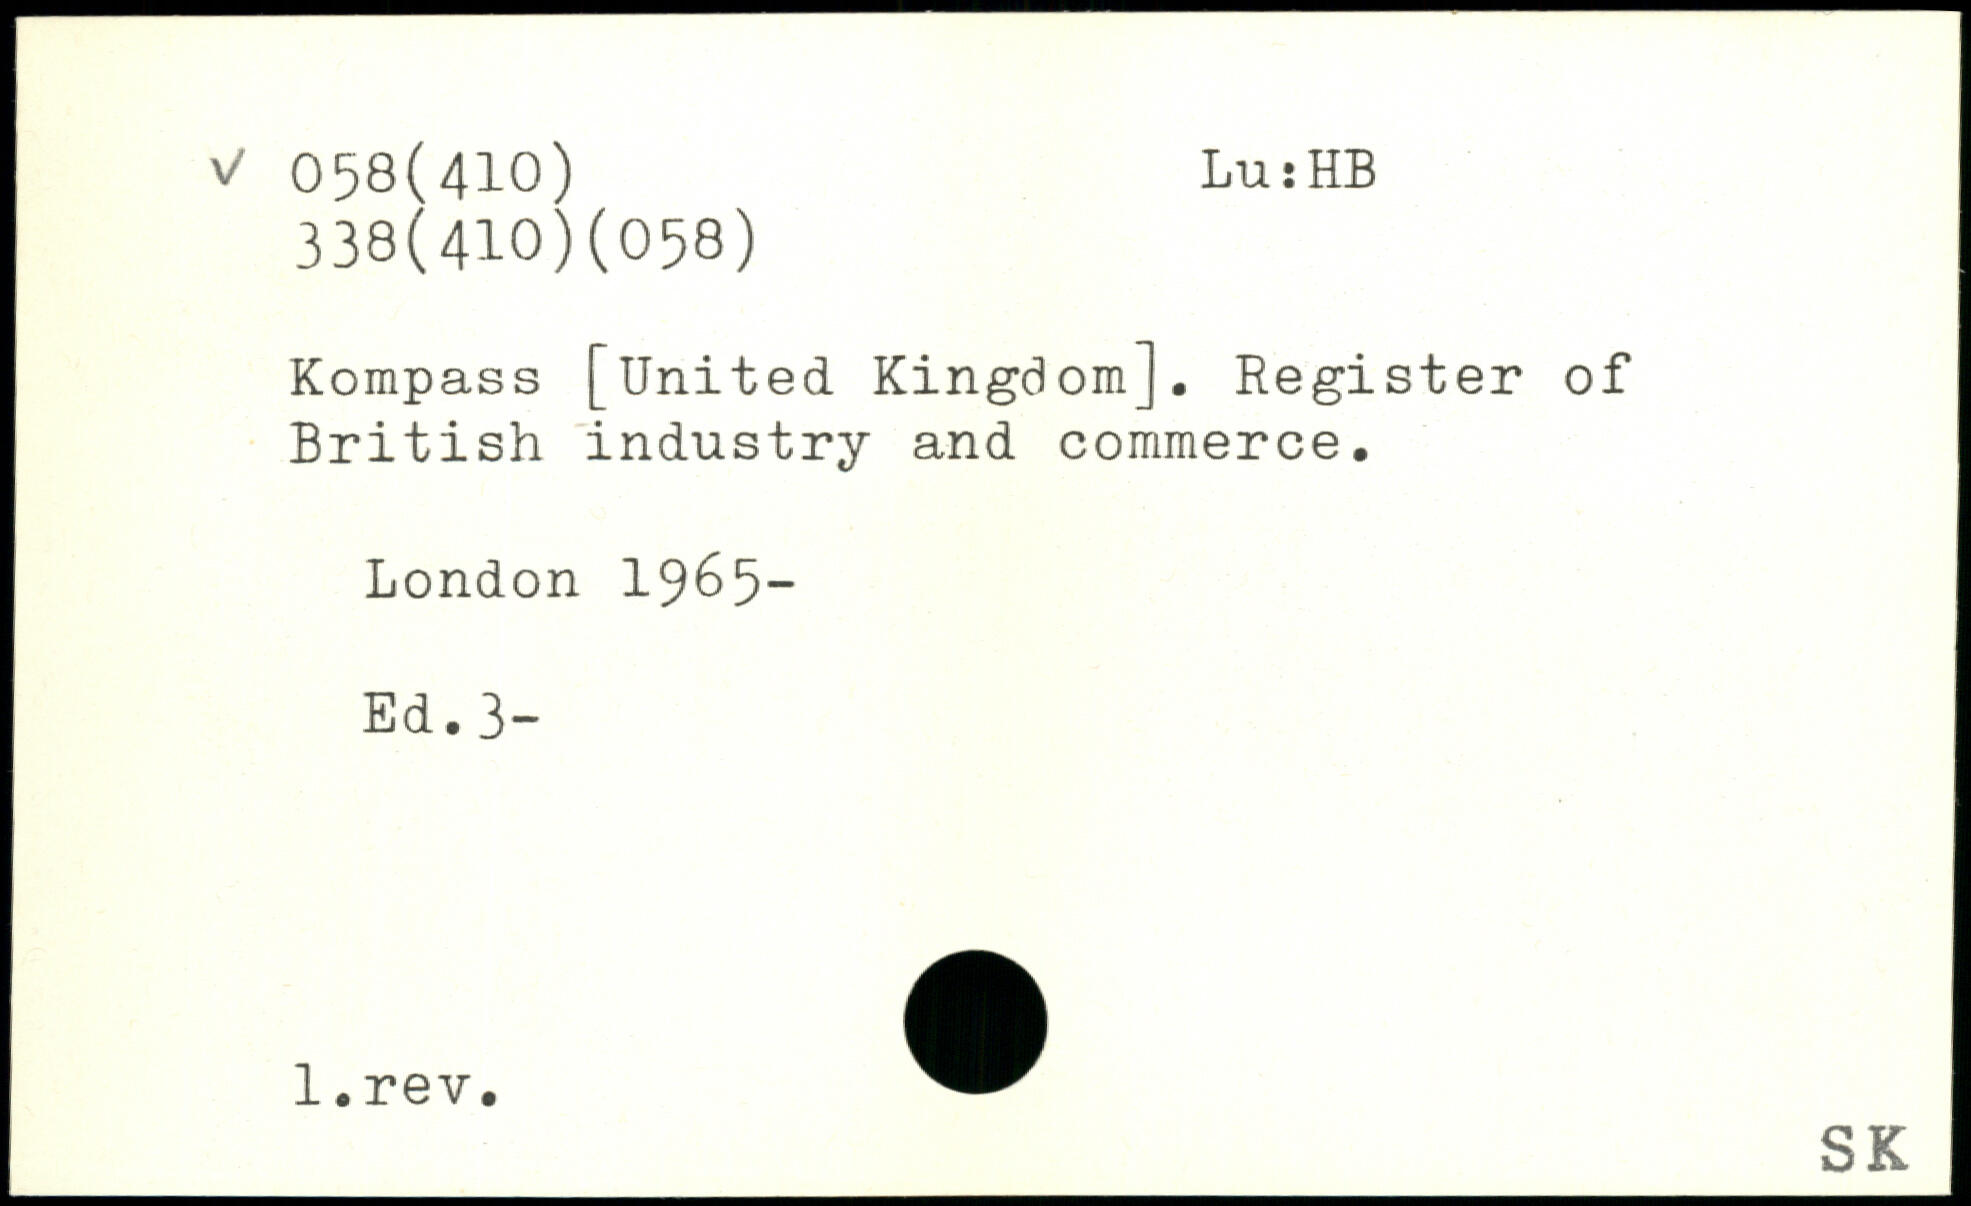 v 058(410) Lu:HB
338(410)(058)
Kompass [United Kingdom]. Register of
British industry and commerce.
London 1965-
Ed.3-
1.rev.
SK